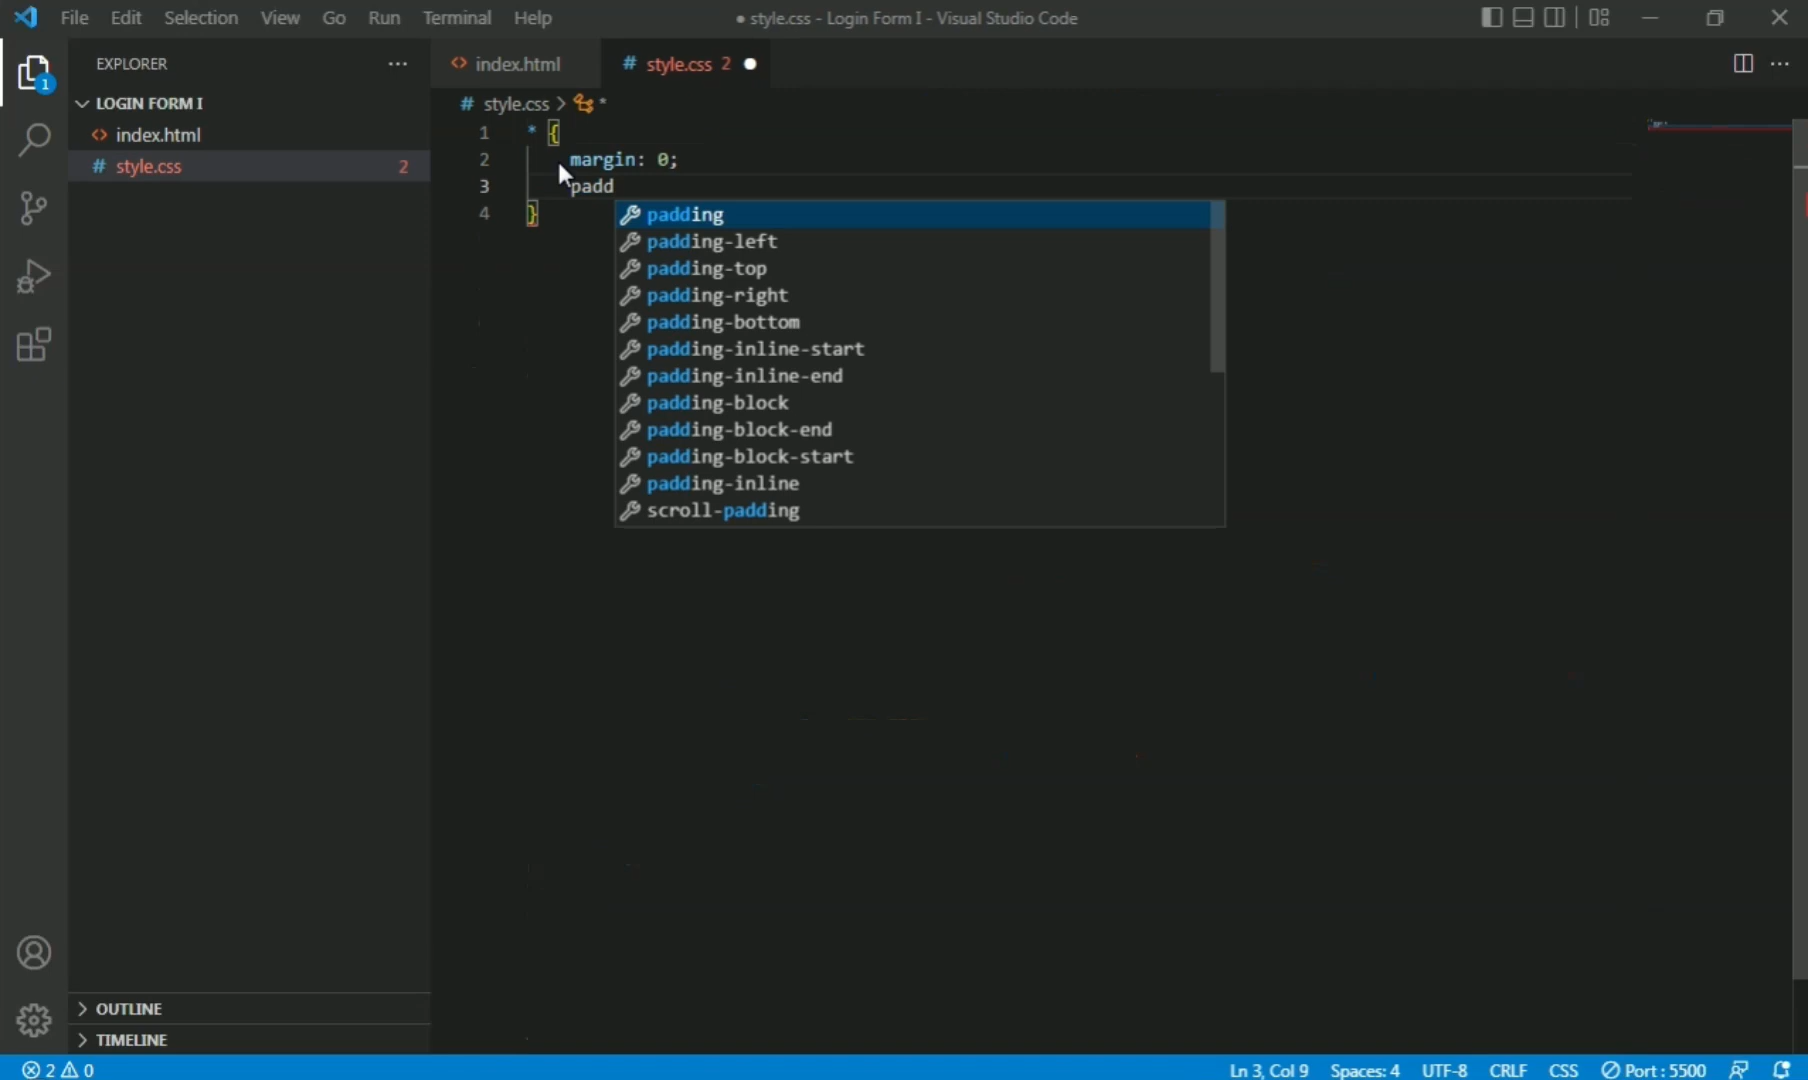 File Edit Selection View Go Run Terminal Help
● style.css - Login Form I - Visual Studio Code
1
EXPLORER
LOGIN FORM I
<> index.html
# style.css 2
OUTLINE
TIMELINE
<> index.html
# style.css 2 ●
# style.css > *
1 * {
2 margin: 0;
3 padd
4 }
padding
padding-left
padding-top
padding-right
padding-bottom
padding-inline-start
padding-inline-end
padding-block
padding-block-end
padding-block-start
padding-inline
scroll-padding
2 0
Ln 3, Col 9 Spaces: 4 UTF-8 CRLF CSS Port : 5500